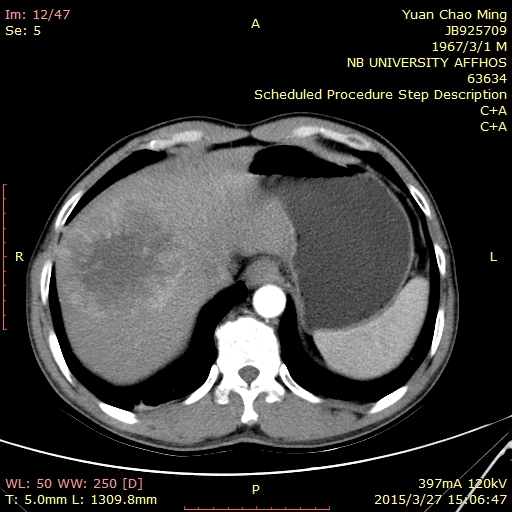 Im: 12/47
Se: 5
A
Yuan Chao Ming
JB925709
1967/3/1 M
NB UNIVERSITY AFFHOS
63634
Scheduled Procedure Step Description
C+A
C+A
R
L
WL: 50 WW: 250 [D]
T: 5.0mm L: 1309.8mm
P
397mA 120kV
2015/3/27 15:06:47